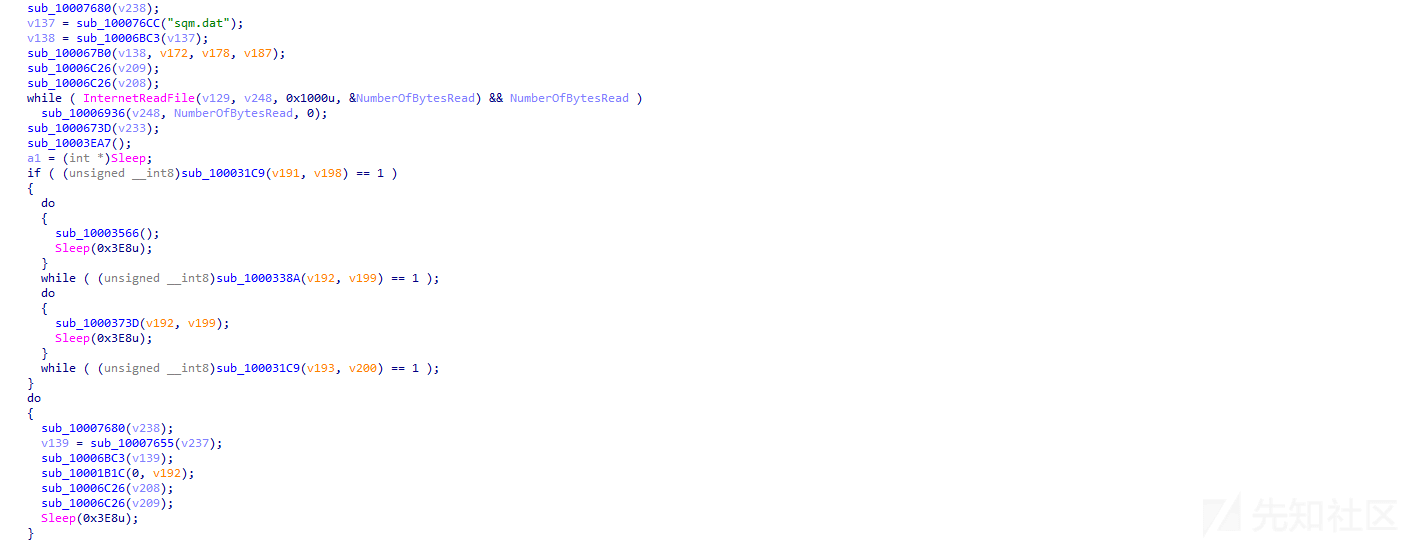 sub_10007680(v238);
v137 = sub_100076CC("sqm.dat");
v138 = sub_10006BC3(v137);
sub_100067B0(v138, v172, v178, v187);
sub_10006C26(v209);
sub_10006C26(v208);
while ( InternetReadFile(v129, v248, 0x1000u, &NumberOfBytesRead) && NumberOfBytesRead )
sub_10006936(v248, NumberOfBytesRead, 0);
sub_1000673D(v233);
sub_10003EA7();
a1 = (int *)Sleep;
if ( (unsigned __int8)sub_100031C9(v191, v198) == 1 )
{
do
{
sub_10003566();
Sleep(0x3E8u);
}
while ( (unsigned __int8)sub_1000338A(v192, v199) == 1 );
do
{
sub_1000373D(v192, v199);
Sleep(0x3E8u);
}
while ( (unsigned __int8)sub_100031C9(v193, v200) == 1 );
}
do
{
sub_10007680(v238);
v139 = sub_10007655(v237);
sub_10006BC3(v139);
sub_10001B1C(0, v192);
sub_10006C26(v208);
sub_10006C26(v209);
Sleep(0x3E8u);
}
先知社区